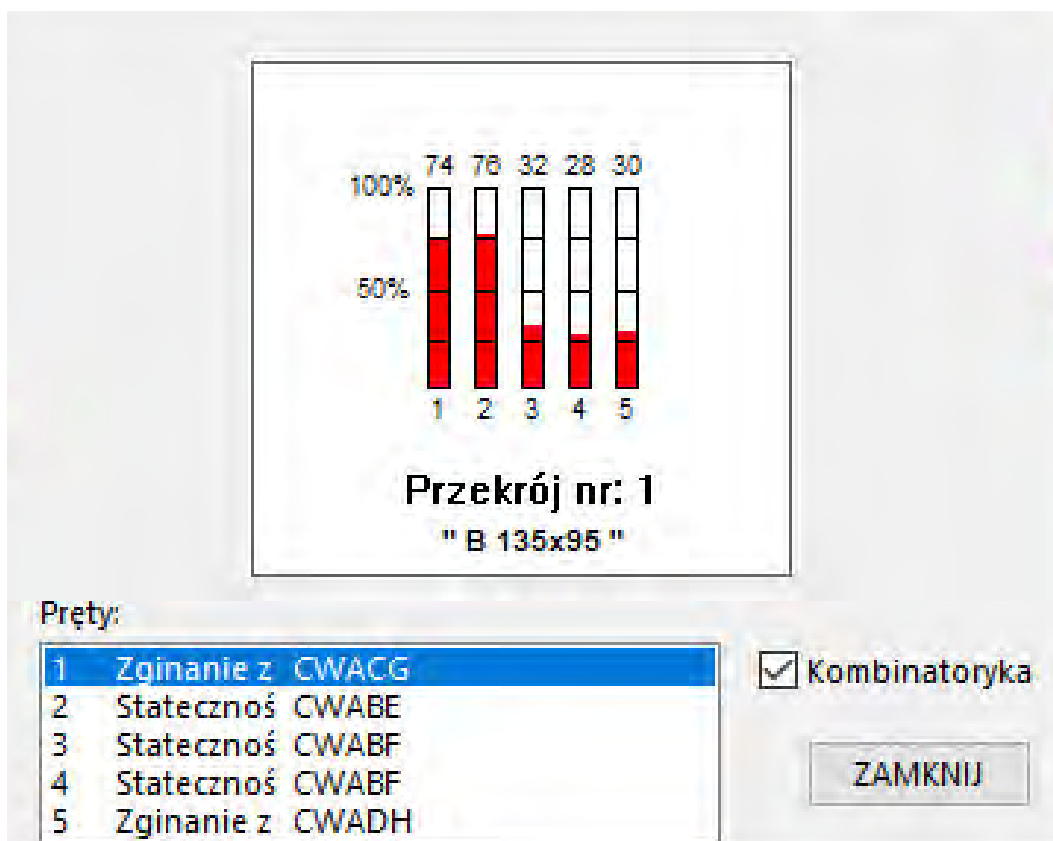 74 76 32 28 30
100%
50%
1 2 3 4 5
Przekrój nr: 1
" B 135x95 "
Pręty:
1 Zginanie z CWACG
2 Statecznoś CWABE
3 Statecznoś CWABF
4 Statecznoś CWABF
5 Zginanie z CWADH
Kombinatoryka
ZAMKNIJ